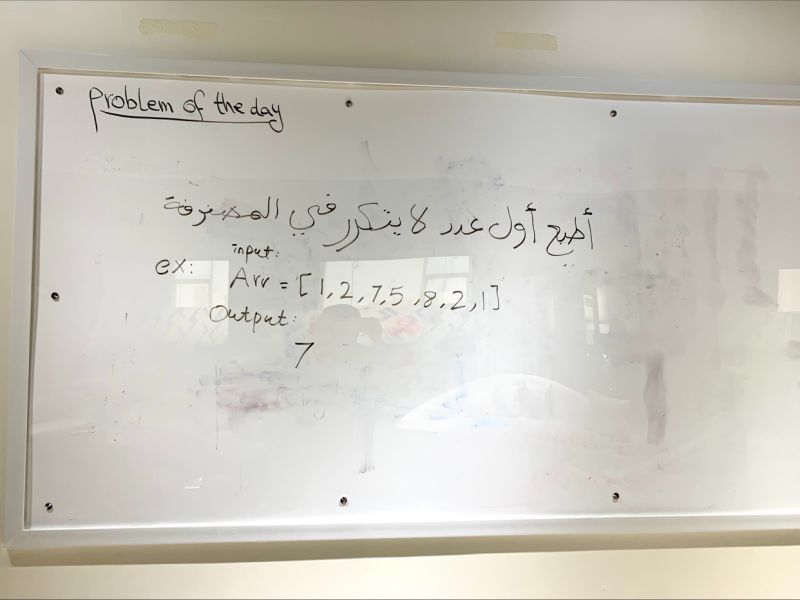 Problem of the day
أطبع أول عدد لا يتكرر في المصفوفة
input:
ex: Arr = [1,2,7,5,8,2,1]
Output:
7